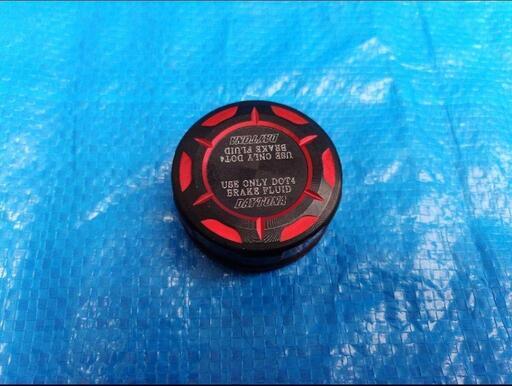 DAYTONA
BRAKE FLUID
USE ONLY DOT4
USE ONLY DOT4
BRAKE FLUID
DAYTONA